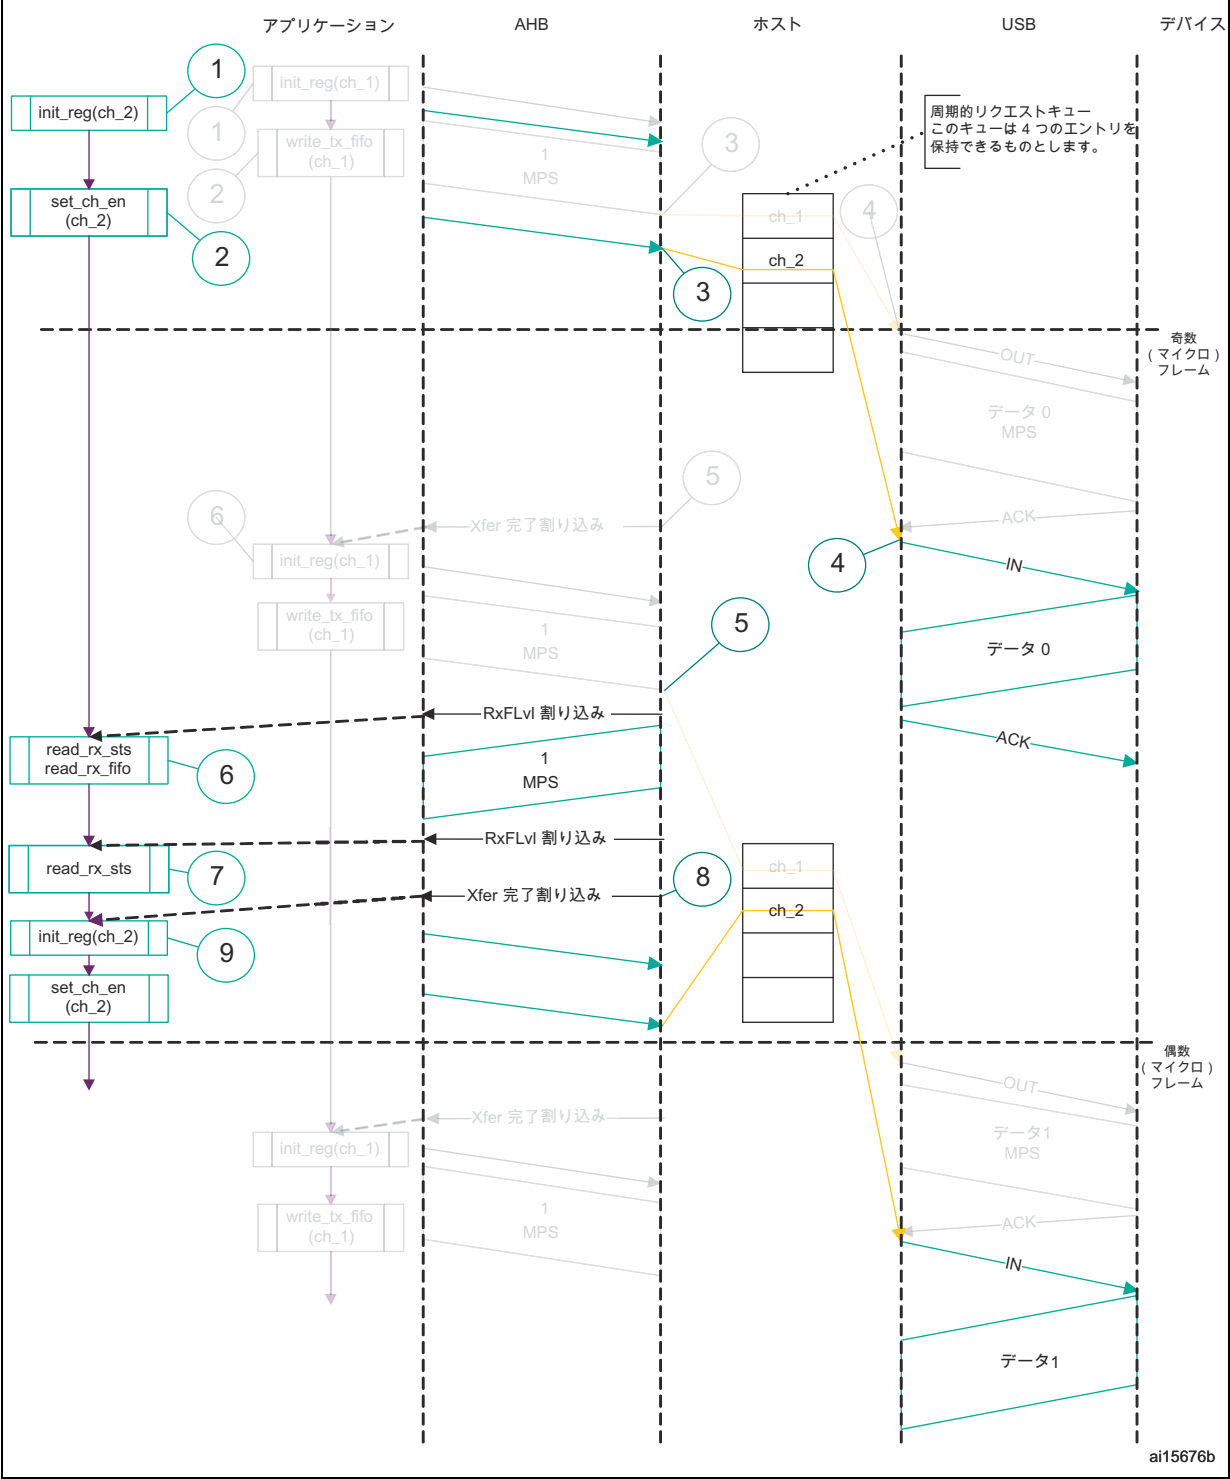 アプリケーション
AHB
ホスト
USB
デバイス
1
init_reg(ch_1)
init_reg(ch_2)
1
write_tx_fifo
(ch_1)
2
1
MPS
3
周期的リクエストキュー
このキューは 4 つのエントリを
保持できるものとします。
set_ch_en
(ch_2)
2
ch_1
4
ch_2
3
奇数
( マイクロ )
フレーム
OUT
データ 0
MPS
5
6
Xfer 完了割り込み
ACK
init_reg(ch_1)
4
IN
write_tx_fifo
(ch_1)
1
MPS
5
データ 0
RxFLvl 割り込み
ACK
read_rx_sts
read_rx_fifo
6
1
MPS
RxFLvl 割り込み
read_rx_sts
7
8
ch_1
Xfer 完了割り込み
ch_2
init_reg(ch_2)
9
set_ch_en
(ch_2)
偶数
( マイクロ )
フレーム
OUT
Xfer 完了割り込み
データ1
MPS
init_reg(ch_1)
write_tx_fifo
(ch_1)
1
MPS
ACK
IN
データ1
ai15676b